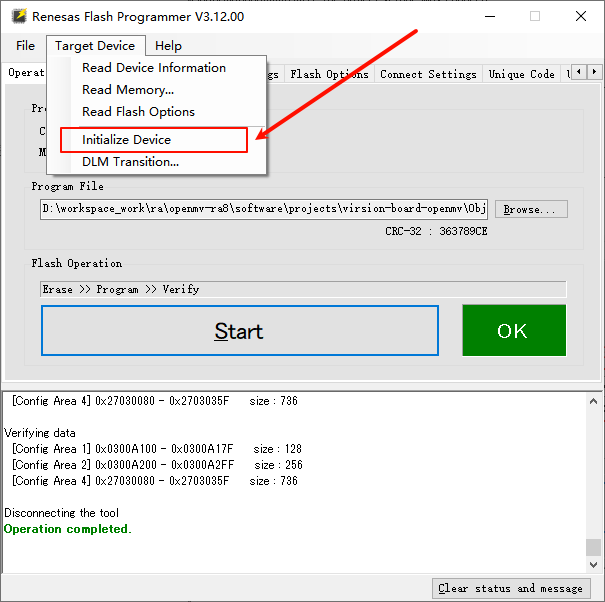 Renesas Flash Programmer V3.12.00
File Target Device Help
Operat
gs Flash Options Connect Settings Unique Code
Read Device Information
Read Memory...
Read Flash Options
Initialize Device
DLM Transition...
Pr
C
M
Program File
D:\workspace_work\ra\openmv-ra8\software\projects\virsion-board-openmv\Obj
Browse...
CRC-32 : 363789CE
Flash Operation
Erase >> Program >> Verify
Start
OK
[Config Area 4] 0x27030080 - 0x2703035F size : 736
Verifying data
[Config Area 1] 0x0300A100 - 0x0300A17F size : 128
[Config Area 2] 0x0300A200 - 0x0300A2FF size : 256
[Config Area 4] 0x27030080 - 0x2703035F size : 736
Disconnecting the tool
Operation completed.
Clear status and message